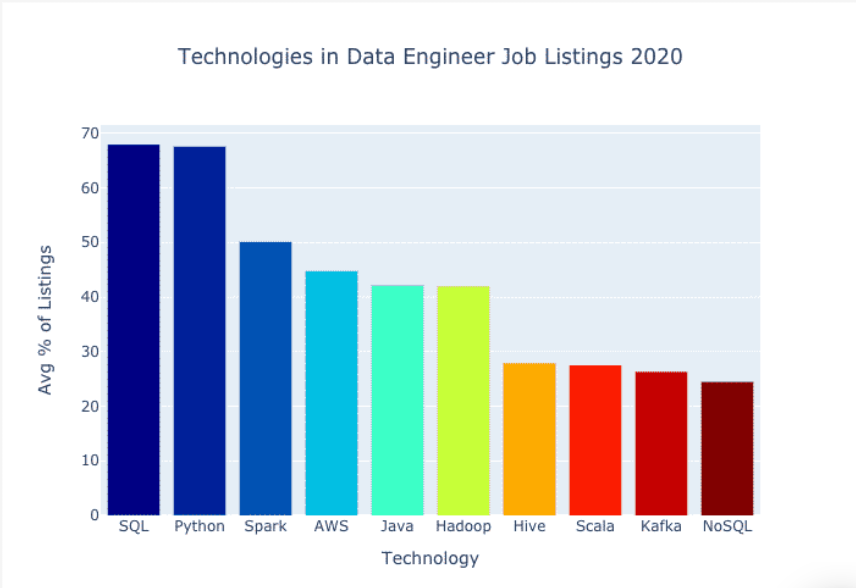 Technologies in Data Engineer Job Listings 2020
Avg % of Listings
70
60
50
40
30
20
10
0
SQL Python Spark AWS Java Hadoop Hive Scala Kafka NoSQL
Technology